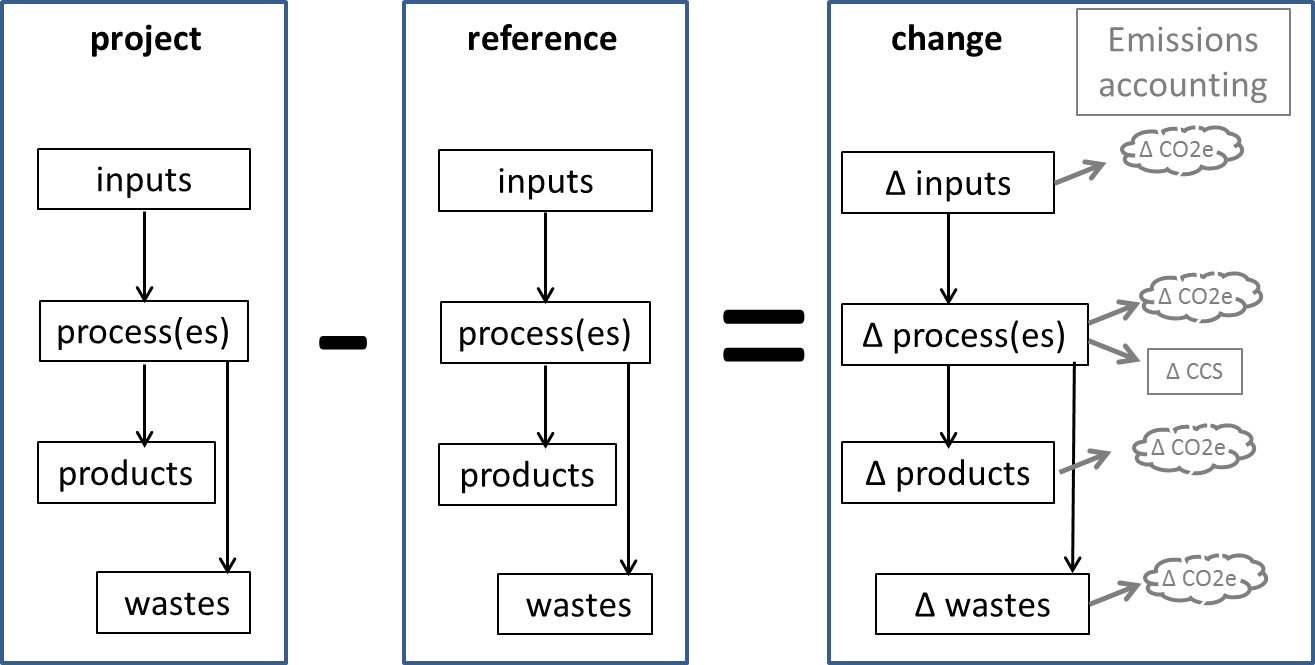 project
inputs
process(es)
products
wastes
-
reference
inputs
process(es)
products
wastes
=
change
Emissions
accounting
Δ inputs
Δ CO2e
Δ process(es)
Δ CO2e
Δ CCS
Δ products
Δ CO2e
Δ wastes
Δ CO2e